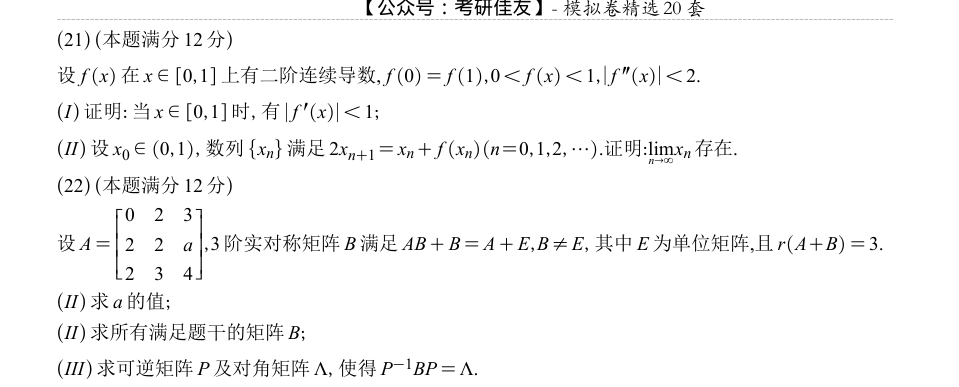 【公众号：考研佳友】- 模拟卷精选 20 套
(21) (本题满分 12 分)
设 f(x) 在 x∈[0,1] 上有二阶连续导数, f(0)=f(1), 0<f(x)<1, |f″(x)|<2.
(I) 证明: 当 x∈[0,1] 时, 有 |f′(x)|<1;
(II) 设 x₀∈(0,1), 数列 {xₙ} 满足 2xₙ₊₁=xₙ+f(xₙ)(n=0,1,2,⋯).证明:lim_{n→∞}xₙ 存在.
(22) (本题满分 12 分)
设 A=[0 2 3; 2 2 a; 2 3 4], 3 阶实对称矩阵 B 满足 AB+B=A+E, B≠E, 其中 E 为单位矩阵,且 r(A+B)=3.
(II) 求 a 的值;
(II) 求所有满足题干的矩阵 B;
(III) 求可逆矩阵 P 及对角矩阵 Λ, 使得 P⁻¹BP=Λ.